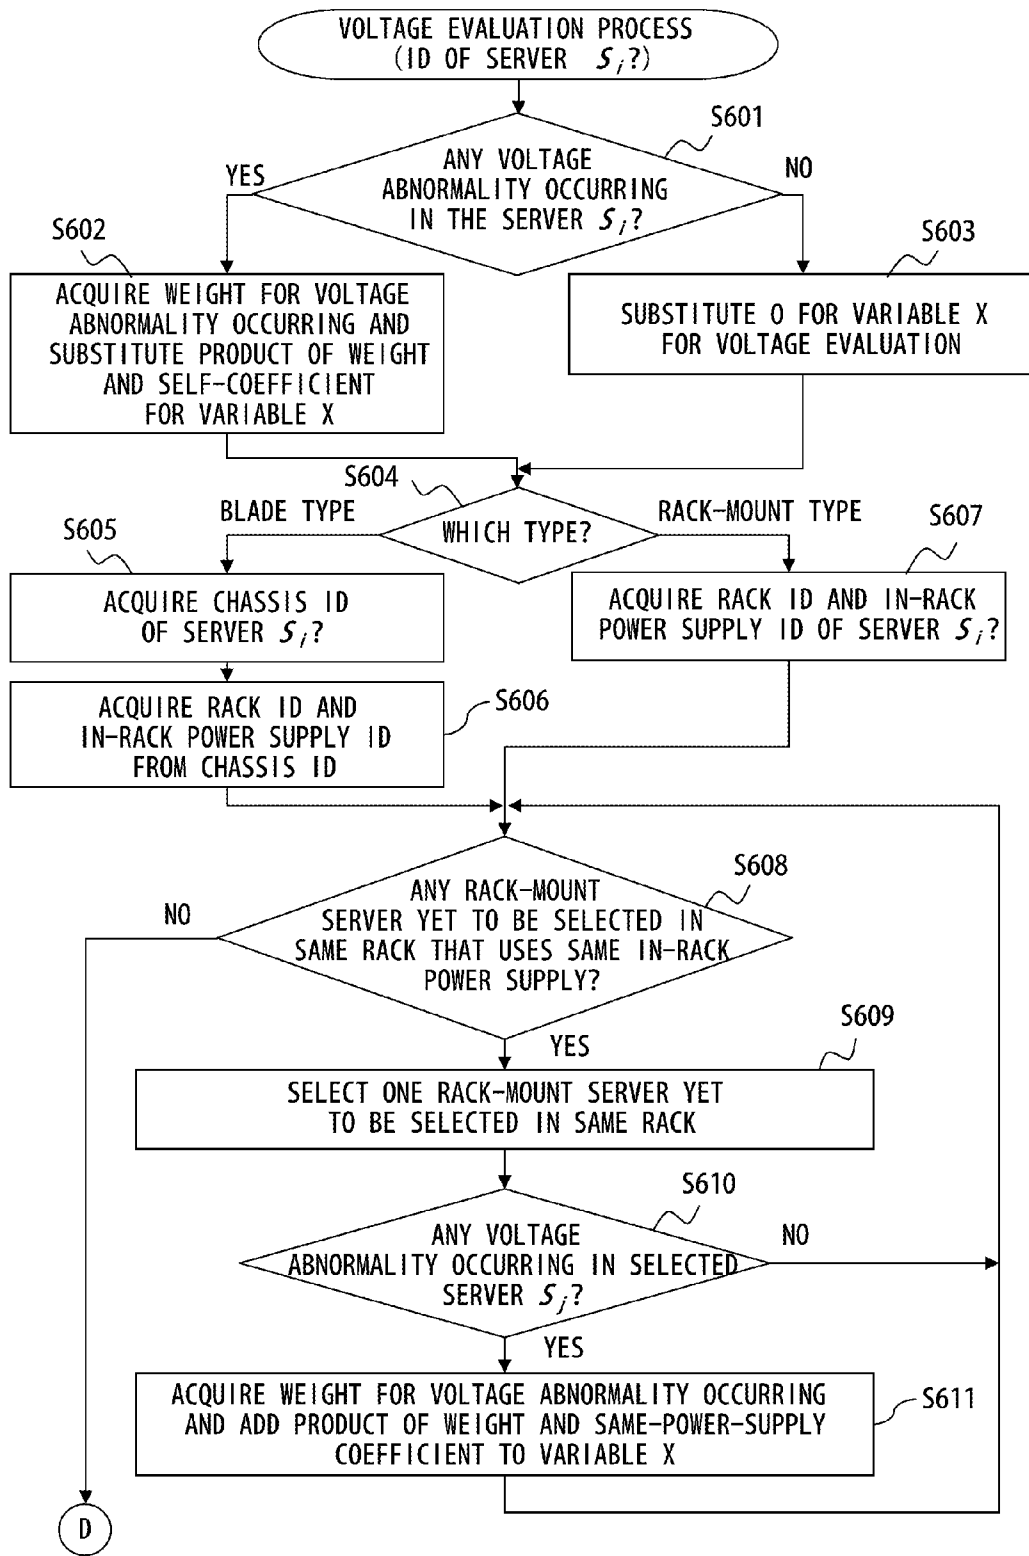 VOLTAGE EVALUATION PROCESS
(ID OF SERVER Si?)
S601
ANY VOLTAGE
ABNORMALITY OCCURRING
IN THE SERVER Si?
YES
NO
S602
ACQUIRE WEIGHT FOR VOLTAGE
ABNORMALITY OCCURRING AND
SUBSTITUTE PRODUCT OF WEIGHT
AND SELF-COEFFICIENT
FOR VARIABLE X
S603
SUBSTITUTE 0 FOR VARIABLE X
FOR VOLTAGE EVALUATION
S604
WHICH TYPE?
BLADE TYPE
RACK-MOUNT TYPE
S605
ACQUIRE CHASSIS ID
OF SERVER Si?
S607
ACQUIRE RACK ID AND IN-RACK
POWER SUPPLY ID OF SERVER Si?
ACQUIRE RACK ID AND
IN-RACK POWER SUPPLY ID
FROM CHASSIS ID
S606
S608
ANY RACK-MOUNT
SERVER YET TO BE SELECTED IN
SAME RACK THAT USES SAME IN-RACK
POWER SUPPLY?
NO
YES
S609
SELECT ONE RACK-MOUNT SERVER YET
TO BE SELECTED IN SAME RACK
S610
ANY VOLTAGE
ABNORMALITY OCCURRING IN SELECTED
SERVER Sj?
NO
YES
ACQUIRE WEIGHT FOR VOLTAGE ABNORMALITY OCCURRING
AND ADD PRODUCT OF WEIGHT AND SAME-POWER-SUPPLY
COEFFICIENT TO VARIABLE X
S611
D